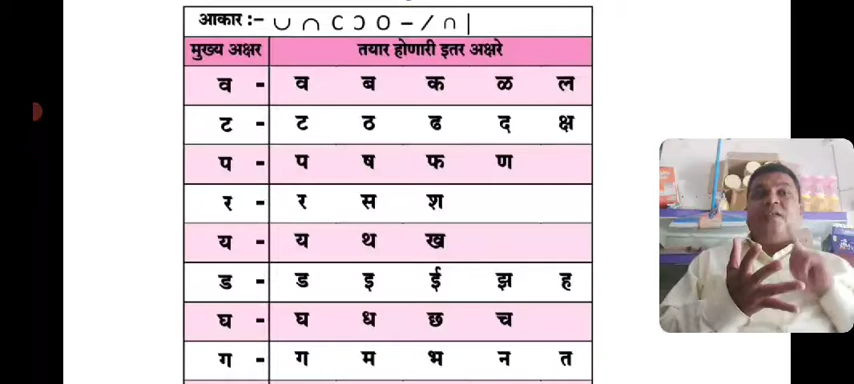 आकार :– ∪ ∩ ⊂ ⊃ O – / ∩ |
मुख्य अक्षर तयार होणारी इतर अक्षरे
व - व ब क ळ ल
ट - ट ठ ढ द क्ष
प - प ष फ ण
र - र स श
य - य थ ख
ड - ड इ ई झ ह
घ - घ ध छ च
ग - ग म भ न त